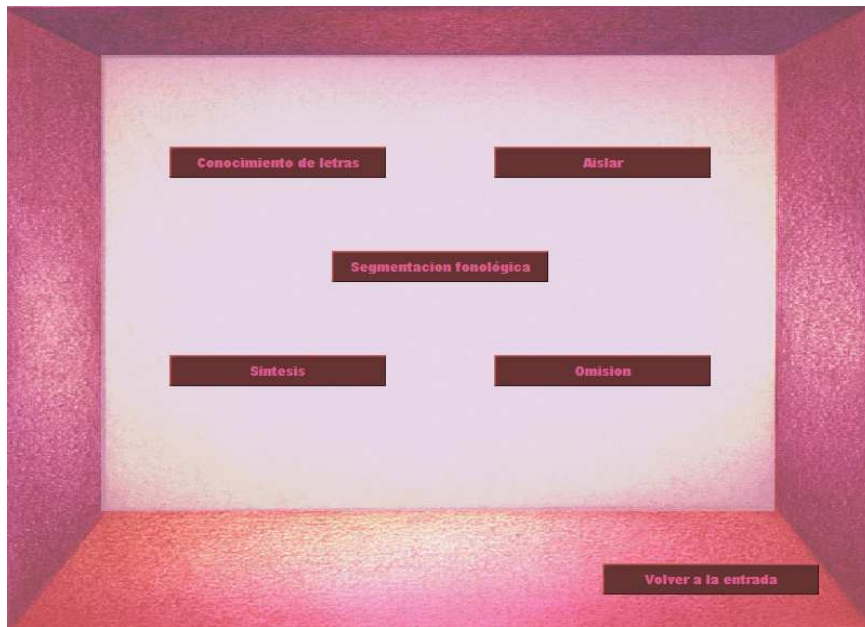 Conocimiento de letras
Aislar
Segmentacion fonológica
Sintesis
Omision
Volver a la entrada